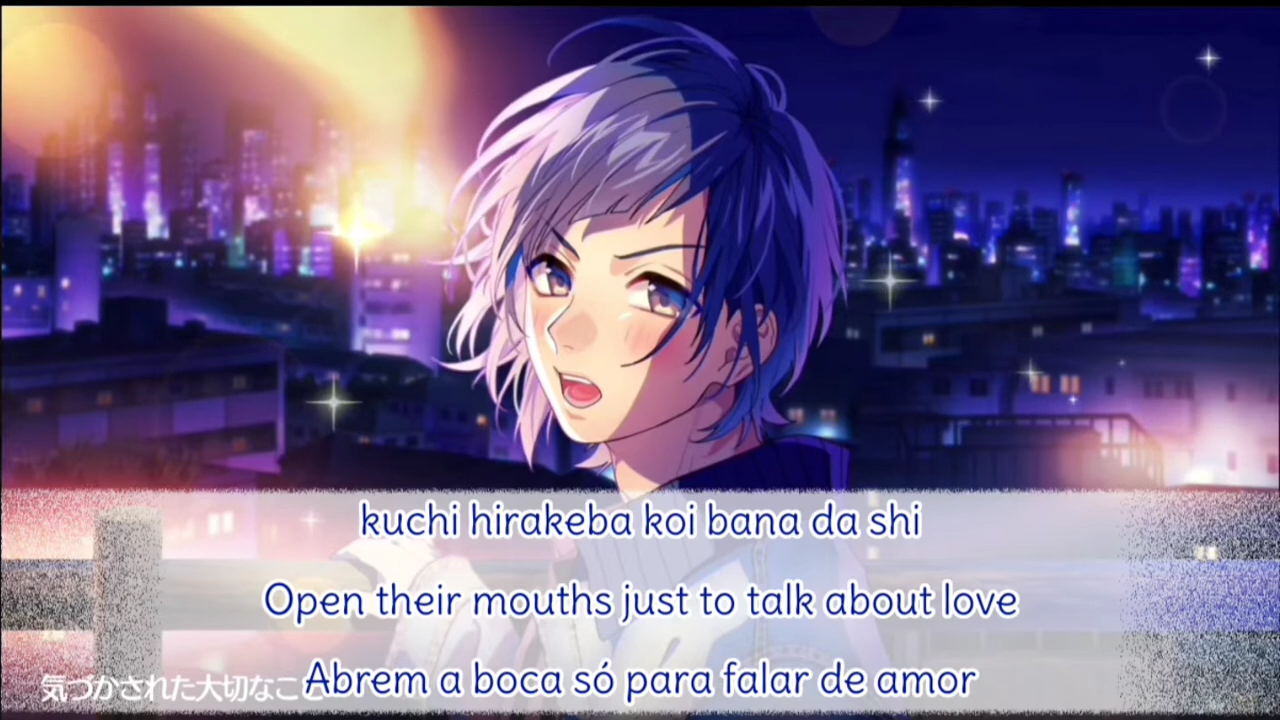 kuchi hirakeba koi bana da shi
Open their mouths just to talk about love
Abrem a boca só para falar de amor
気づかされた大切なこと